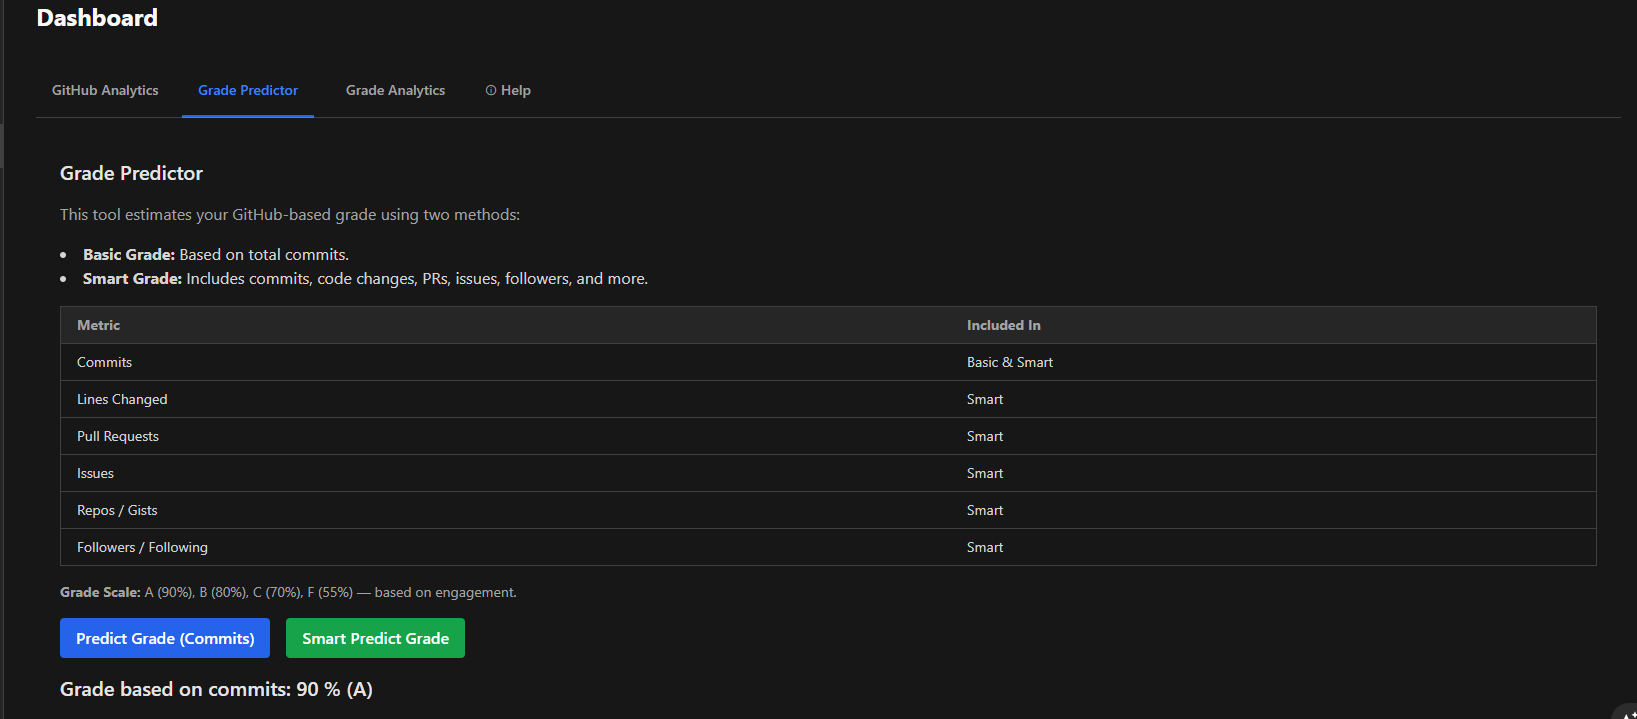 Dashboard
GitHub Analytics
Grade Predictor
Grade Analytics
Help
Grade Predictor
This tool estimates your GitHub-based grade using two methods:
• Basic Grade: Based on total commits.
• Smart Grade: Includes commits, code changes, PRs, issues, followers, and more.
Metric Included In
Commits Basic & Smart
Lines Changed Smart
Pull Requests Smart
Issues Smart
Repos / Gists Smart
Followers / Following Smart
Grade Scale: A (90%), B (80%), C (70%), F (55%) — based on engagement.
Predict Grade (Commits)
Smart Predict Grade
Grade based on commits: 90 % (A)